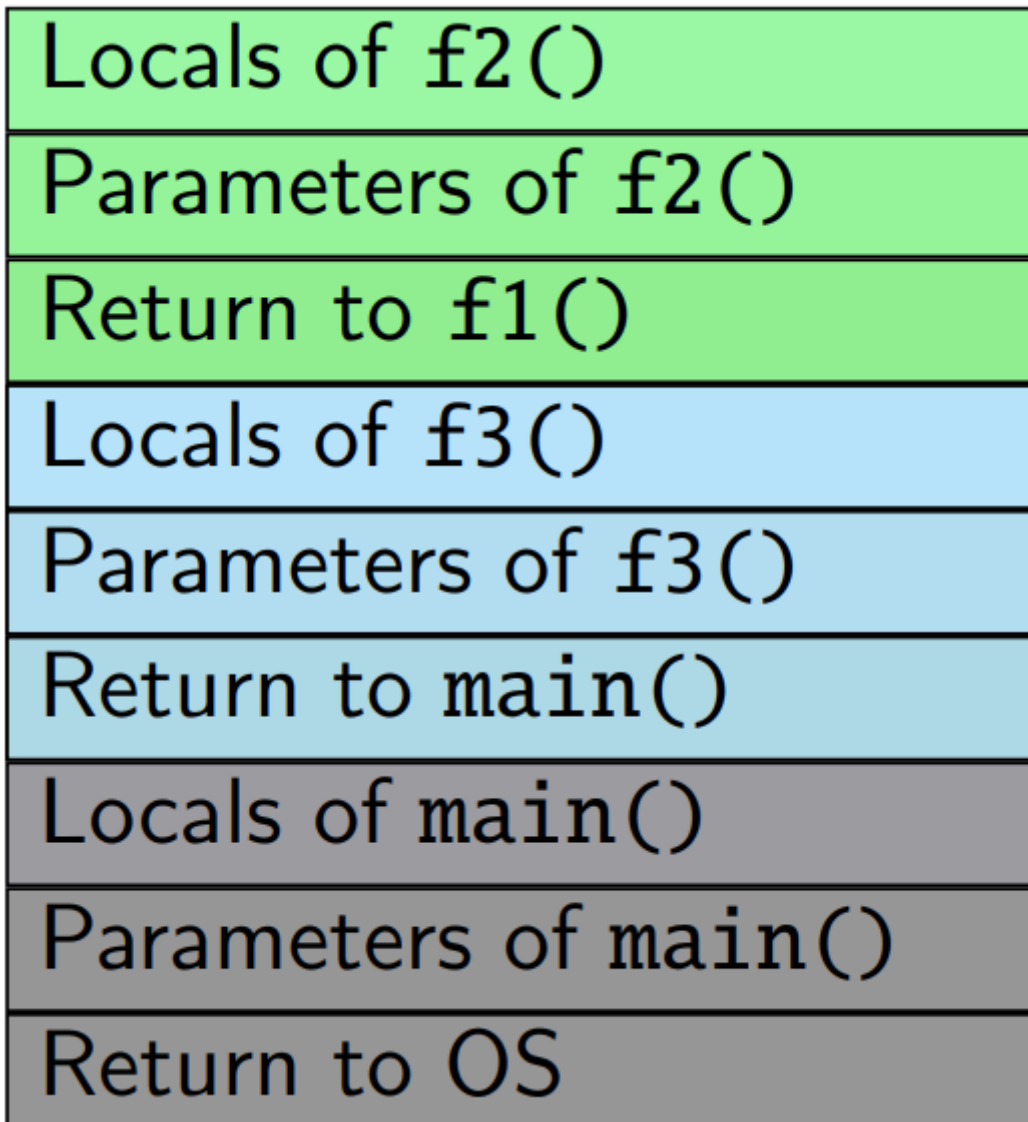 Locals of f2()
Parameters of f2()
Return to f1()
Locals of f3()
Parameters of f3()
Return to main()
Locals of main()
Parameters of main()
Return to OS